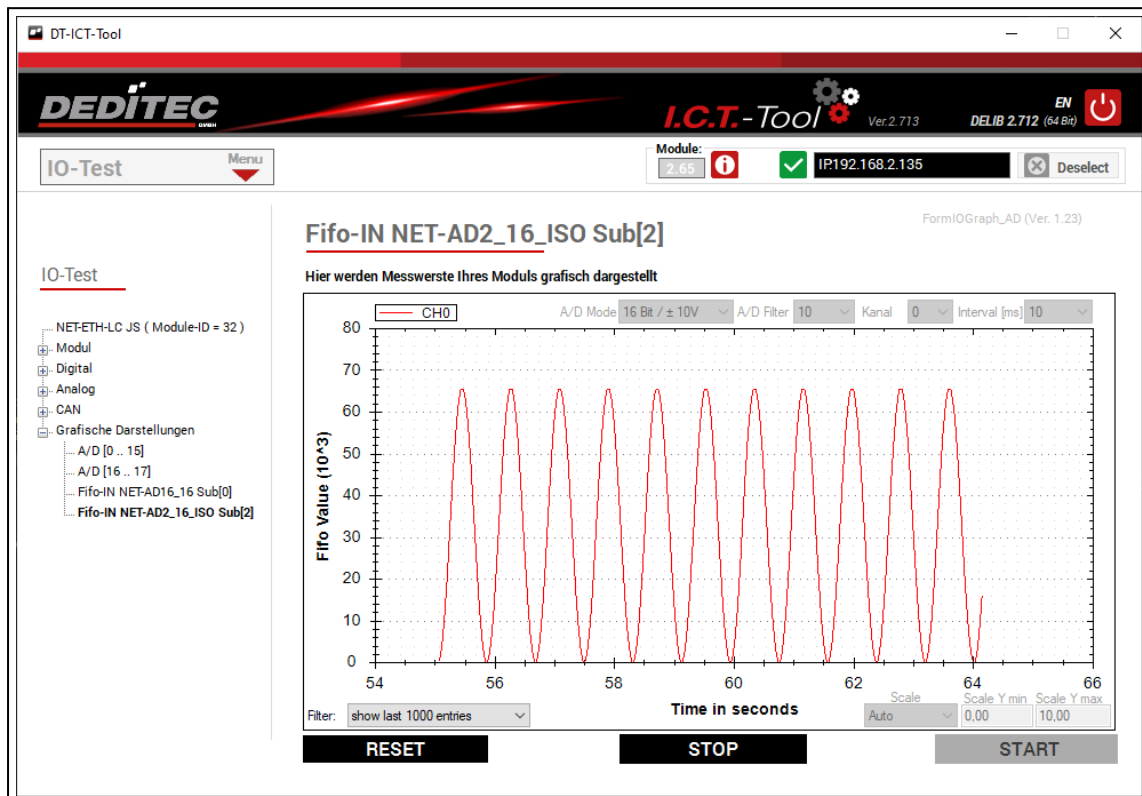 DT-ICT-Tool
DEDITEC
GMBH
I.C.T.-Tool
Ver.2.713
EN
DELIB 2.712 (64 Bit)
IO-Test
Menu
Module:
2.65
IP.192.168.2.135
Deselect
FormIOGraph_AD (Ver. 1.23)
Fifo-IN NET-AD2_16_ISO Sub[2]
Hier werden Messwerste Ihres Moduls grafisch dargestellt
IO-Test
NET-ETH-LC JS ( Module-ID = 32 )
Modul
Digital
Analog
CAN
Grafische Darstellungen
A/D [0 .. 15]
A/D [16 .. 17]
Fifo-IN NET-AD16_16 Sub[0]
Fifo-IN NET-AD2_16_ISO Sub[2]
CH0
A/D Mode 16 Bit / ± 10V A/D Filter 10 Kanal 0 Interval [ms] 10
Fifo Value (10^3)
80
70
60
50
40
30
20
10
0
54 56 58 60 62 64 66
Time in seconds
Filter: show last 1000 entries
Scale Scale Y min Scale Y max
Auto 0,00 10,00
RESET STOP START